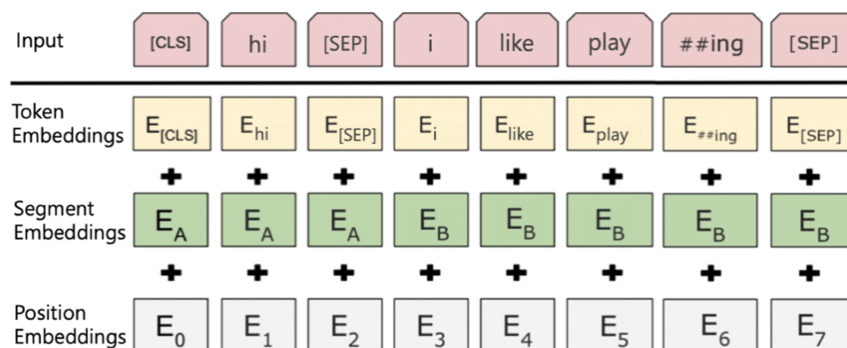 Input [CLS] hi [SEP] i like play ##ing [SEP]
Token Embeddings E[CLS] Ehi E[SEP] Ei Elike Eplay E##ing E[SEP]
+ + + + + + + +
Segment Embeddings EA EA EA EB EB EB EB EB
+ + + + + + + +
Position Embeddings E0 E1 E2 E3 E4 E5 E6 E7